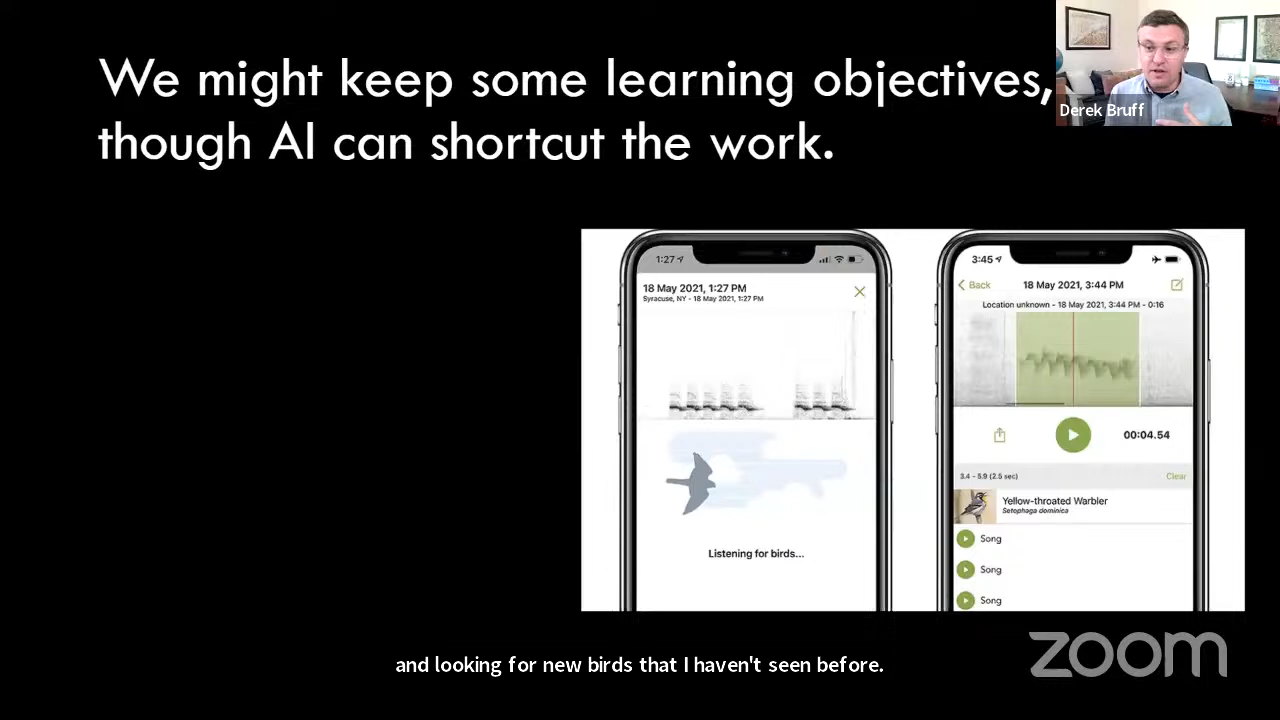 We might keep some learning objectives,
though AI can shortcut the work.
Derek Bruff
1:27
18 May 2021, 1:27 PM
Syracuse, NY - 18 May 2021, 1:27 PM
Listening for birds...
3:45
Back
18 May 2021, 3:44 PM
Location unknown - 18 May 2021, 3:44 PM - 0:16
00:04.54
3.4 - 5.9 (2.5 sec)
Clear
Yellow-throated Warbler
Setophaga dominica
Song
Song
Song
and looking for new birds that I haven't seen before.
zoom